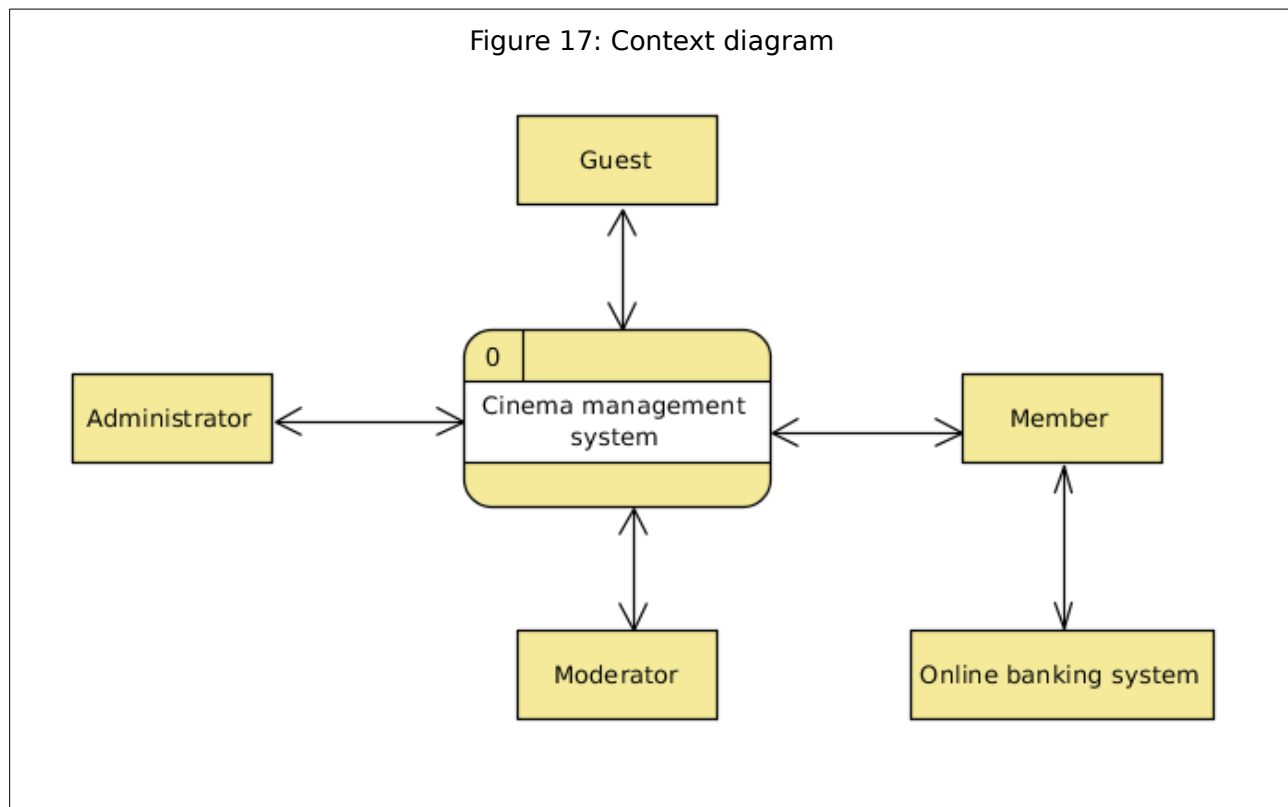 Figure 17: Context diagram
Guest
0
Cinema management
system
Administrator
Member
Moderator
Online banking system